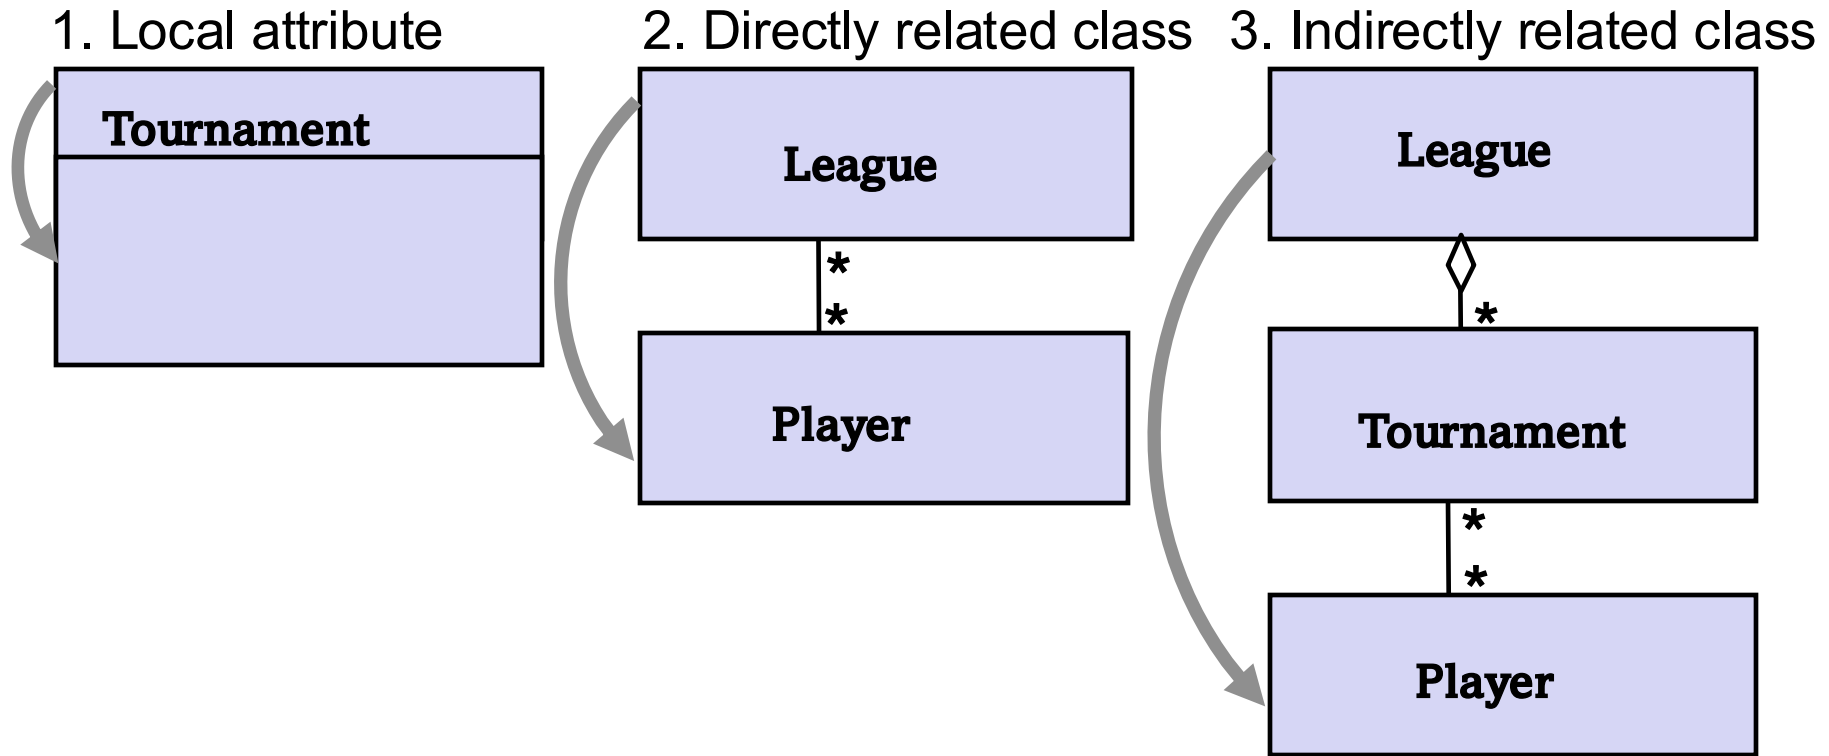 1. Local attribute
2. Directly related class
3. Indirectly related class
Tournament
League
*
*
Player
League
*
Tournament
*
*
Player